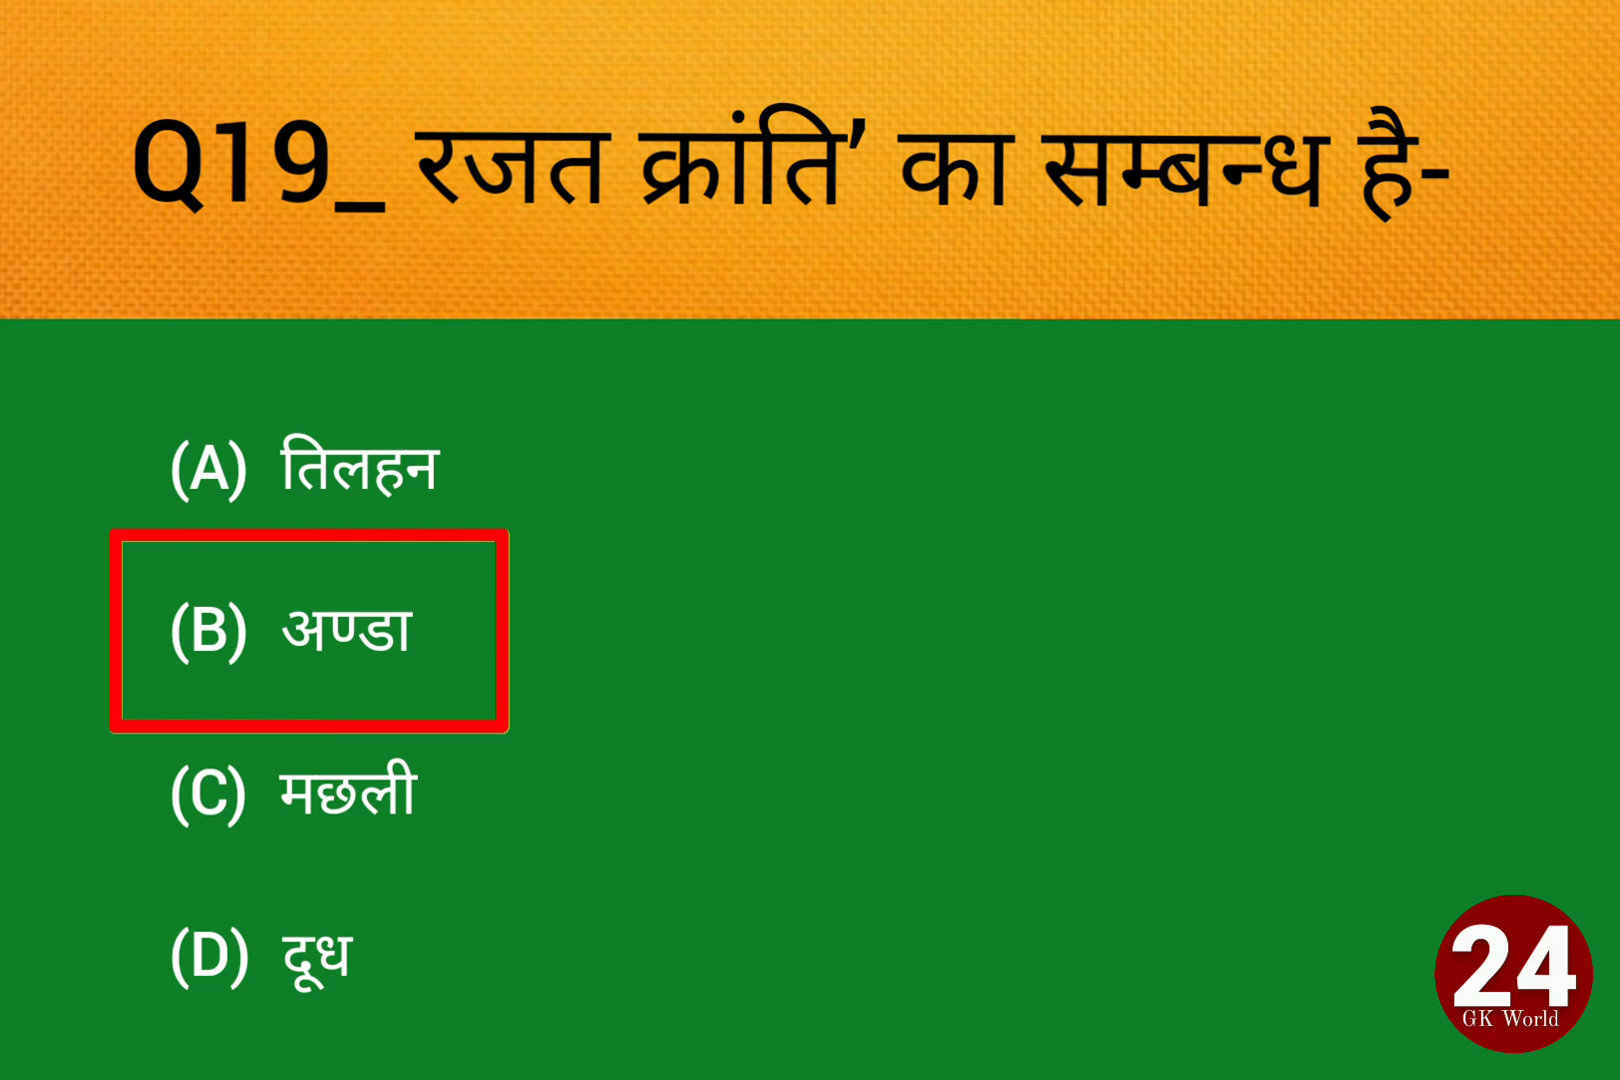 Q19_ रजत क्रांति’ का सम्बन्ध है-
(A) तिलहन
(B) अण्डा
(C) मछली
(D) दूध
24
GK World